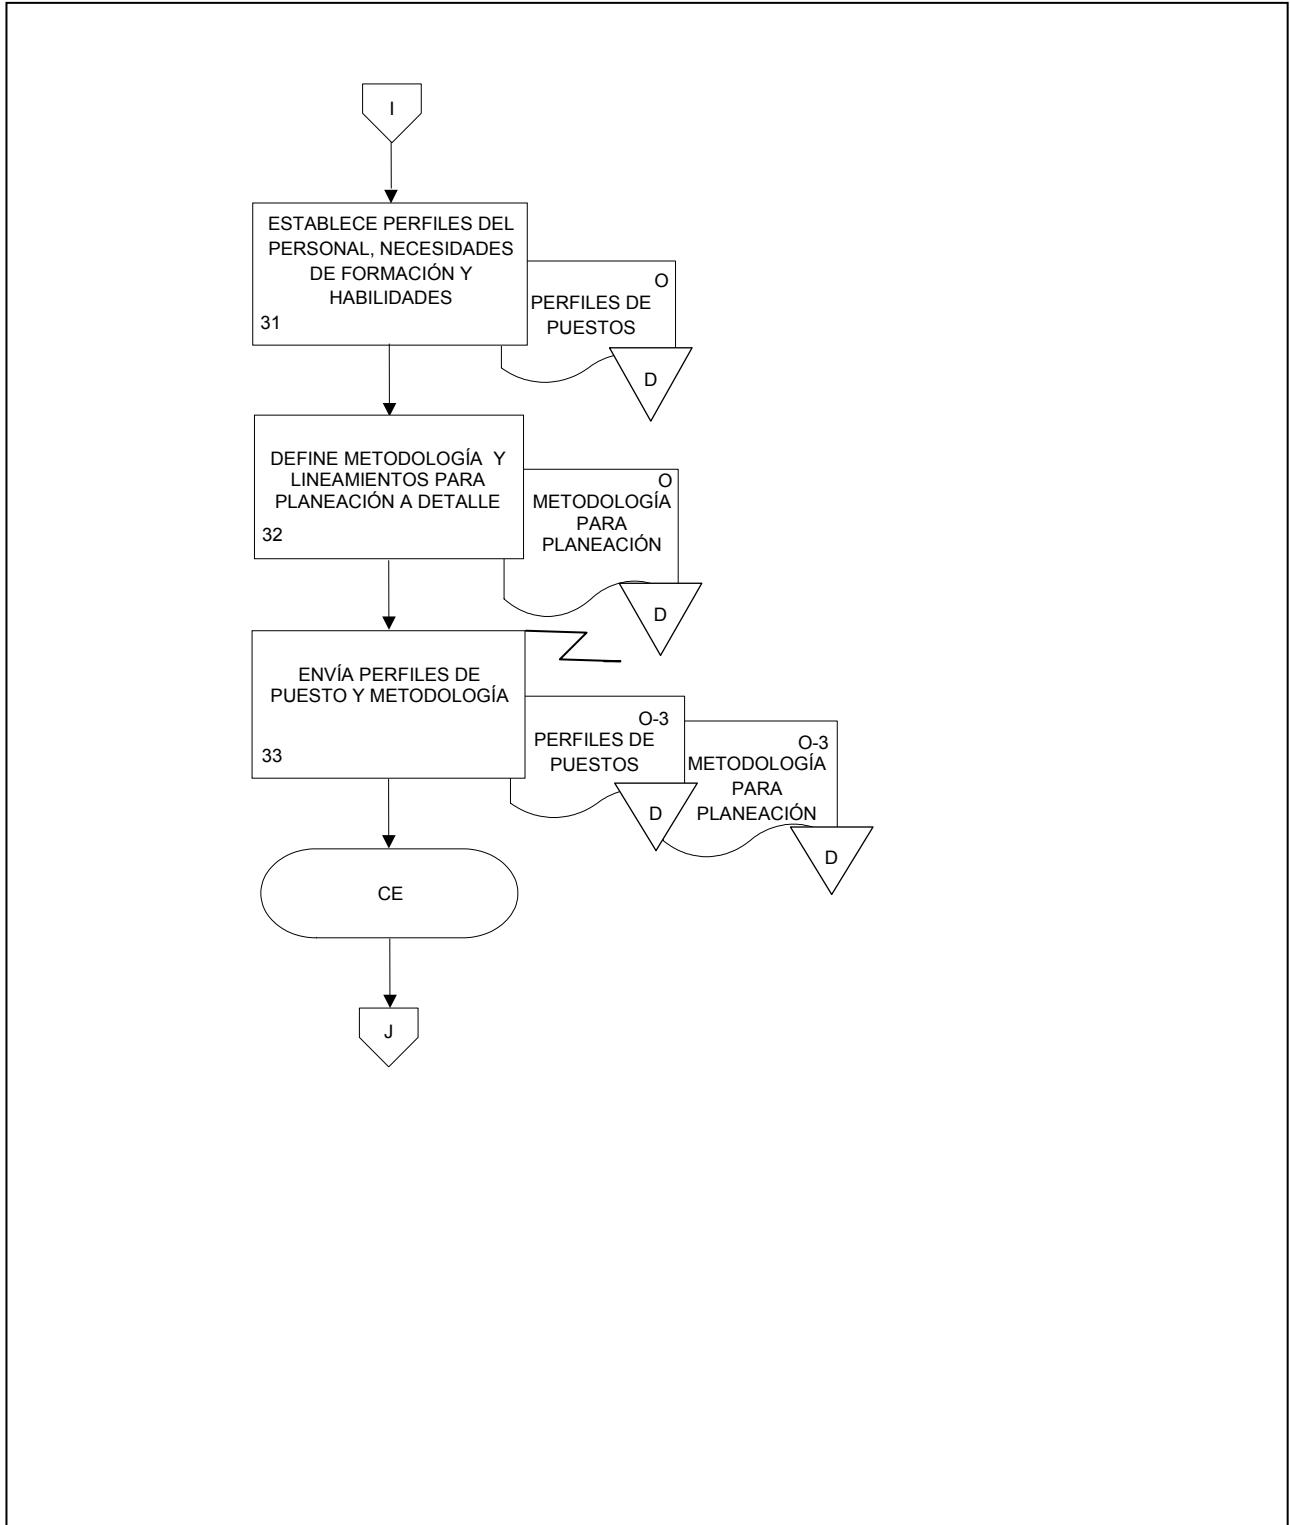 I
ESTABLECE PERFILES DEL
PERSONAL, NECESIDADES
DE FORMACIÓN Y
HABILIDADES
31
O
PERFILES DE
PUESTOS
D
DEFINE METODOLOGÍA Y
LINEAMIENTOS PARA
PLANEACIÓN A DETALLE
32
O
METODOLOGÍA
PARA
PLANEACIÓN
D
ENVÍA PERFILES DE
PUESTO Y METODOLOGÍA
33
O-3
PERFILES DE
PUESTOS
D
O-3
METODOLOGÍA
PARA
PLANEACIÓN
D
CE
J